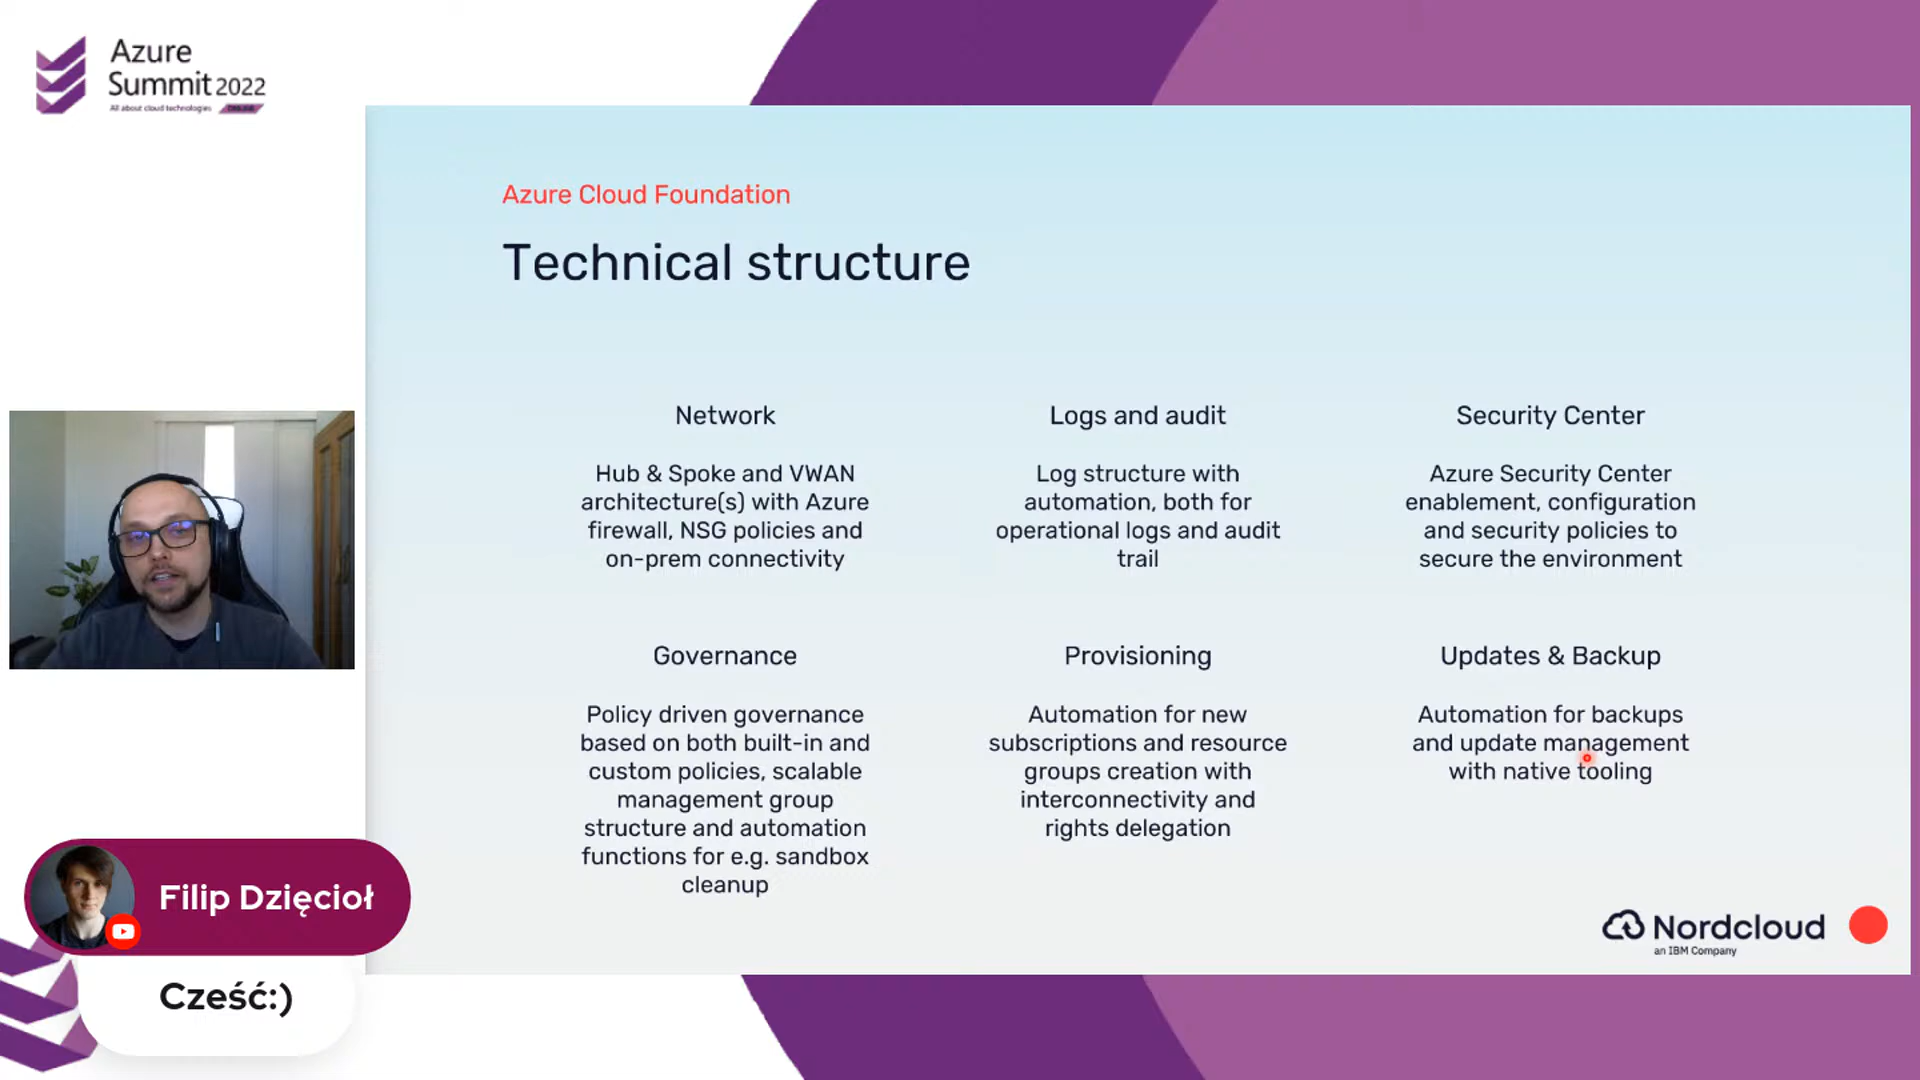 Azure
Summit 2022
All about cloud technologies
Azure Cloud Foundation
Technical structure
Network
Hub & Spoke and VWAN
architecture(s) with Azure
firewall, NSG policies and
on-prem connectivity
Logs and audit
Log structure with
automation, both for
operational logs and audit
trail
Security Center
Azure Security Center
enablement, configuration
and security policies to
secure the environment
Governance
Policy driven governance
based on both built-in and
custom policies, scalable
management group
structure and automation
functions for e.g. sandbox
cleanup
Provisioning
Automation for new
subscriptions and resource
groups creation with
interconnectivity and
rights delegation
Updates & Backup
Automation for backups
and update management
with native tooling
Nordcloud
an IBM Company
Filip Dzięcioł
Cześć:)